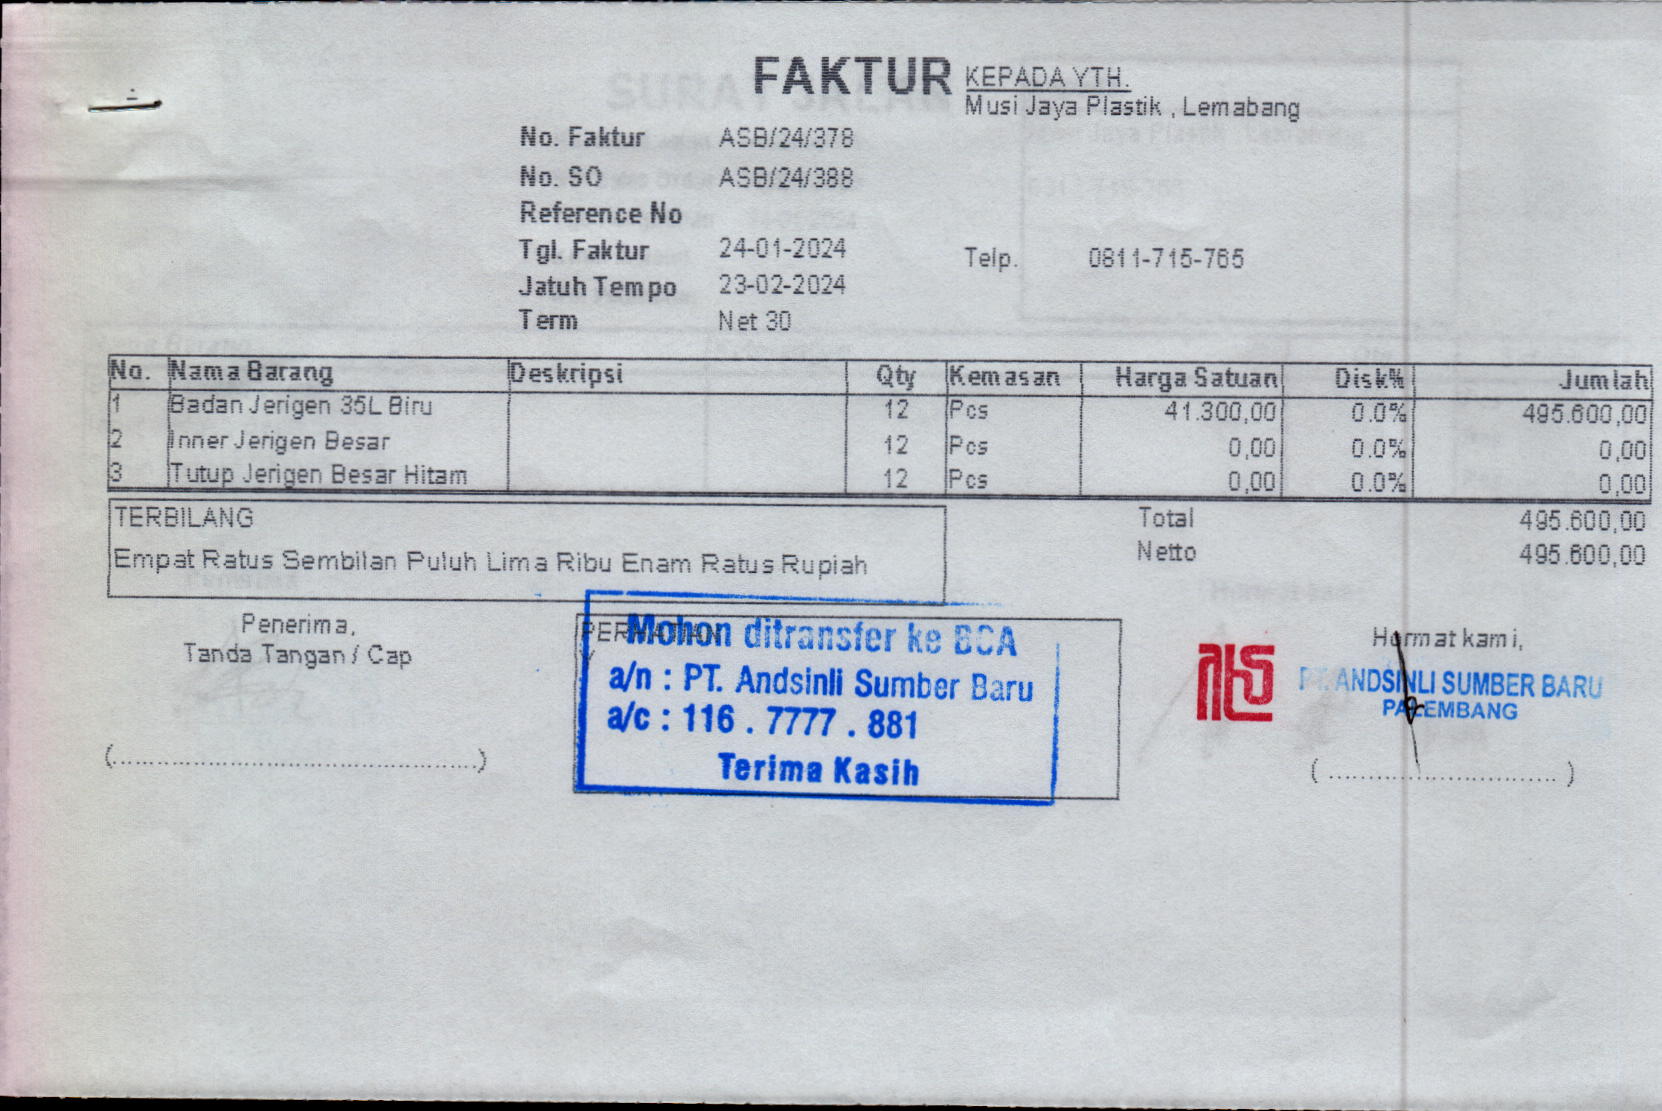 FAKTUR
KEPADA YTH.
Musi Jaya Plastik , Lemabang
No. Faktur ASB/24/378
No. SO ASB/24/388
Reference No
Tgl. Faktur 24-01-2024
Telp. 0811-715-765
Jatuh Tempo 23-02-2024
Term Net 30
No. Nama Barang Deskripsi Qty Kemasan Harga Satuan Disk% Jumlah
1 Badan Jerigen 35L Biru 12 Pcs 41.300,00 0.0% 495.600,00
2 Inner Jerigen Besar 12 Pcs 0,00 0.0% 0,00
3 Tutup Jerigen Besar Hitam 12 Pcs 0,00 0.0% 0,00
TERBILANG
Empat Ratus Sembilan Puluh Lima Ribu Enam Ratus Rupiah
Total 495.600,00
Netto 495.600,00
Penerima,
Tanda Tangan / Cap
(................................................)
PERHATIAN
Mohon ditransfer ke BCA
a/n : PT. Andsinli Sumber Baru
a/c : 116 . 7777 . 881
Terima Kasih
Hormat kami,
PT. ANDSINLI SUMBER BARU
PALEMBANG
( .............................. )